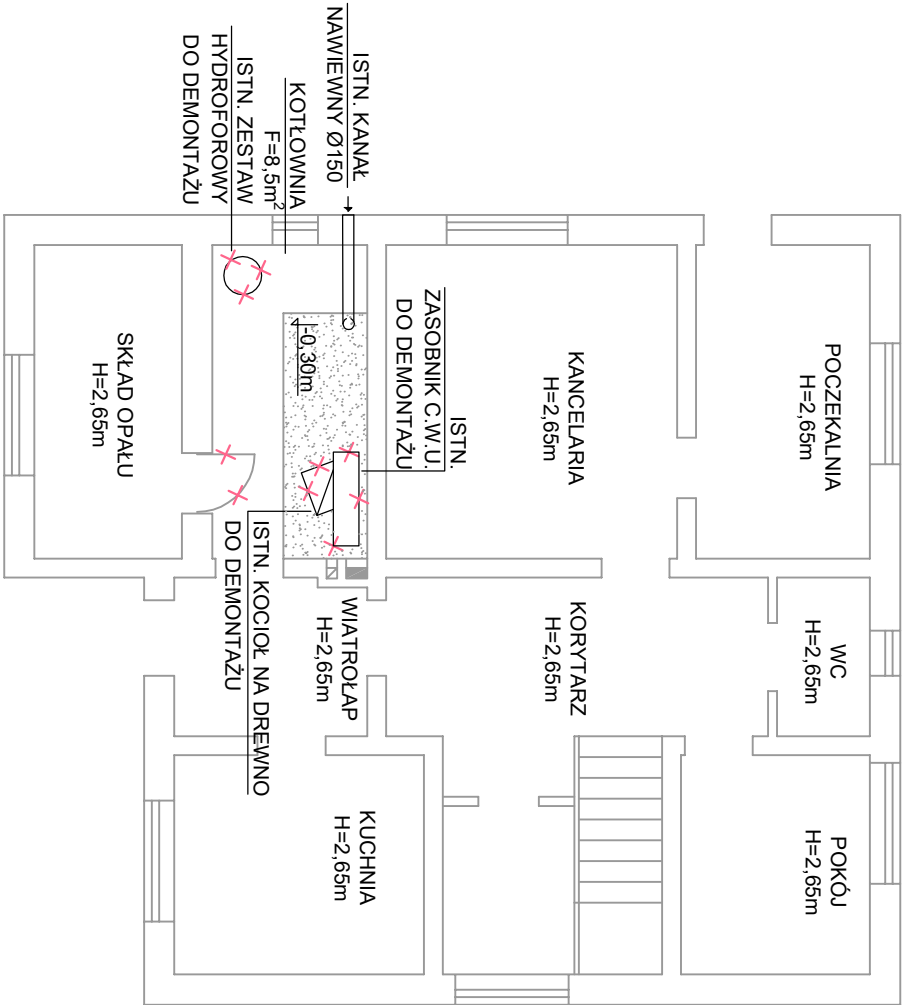 ISTN. KANAŁ
NAWIEWNY Ø150
KOTŁOWNIA
F=8,5m²
ISTN. ZESTAW
HYDROFOROWY
DO DEMONTAŻU
POCZEKALNIA
H=2,65m
KANCELARIA
H=2,65m
ISTN.
ZASOBNIK C.W.U.
DO DEMONTAŻU
-0,30m
SKŁAD OPAŁU
H=2,65m
WC
H=2,65m
KORYTARZ
H=2,65m
WIATROŁAP
H=2,65m
ISTN. KOCIOŁ NA DREWNO
DO DEMONTAŻU
POKÓJ
H=2,65m
KUCHNIA
H=2,65m